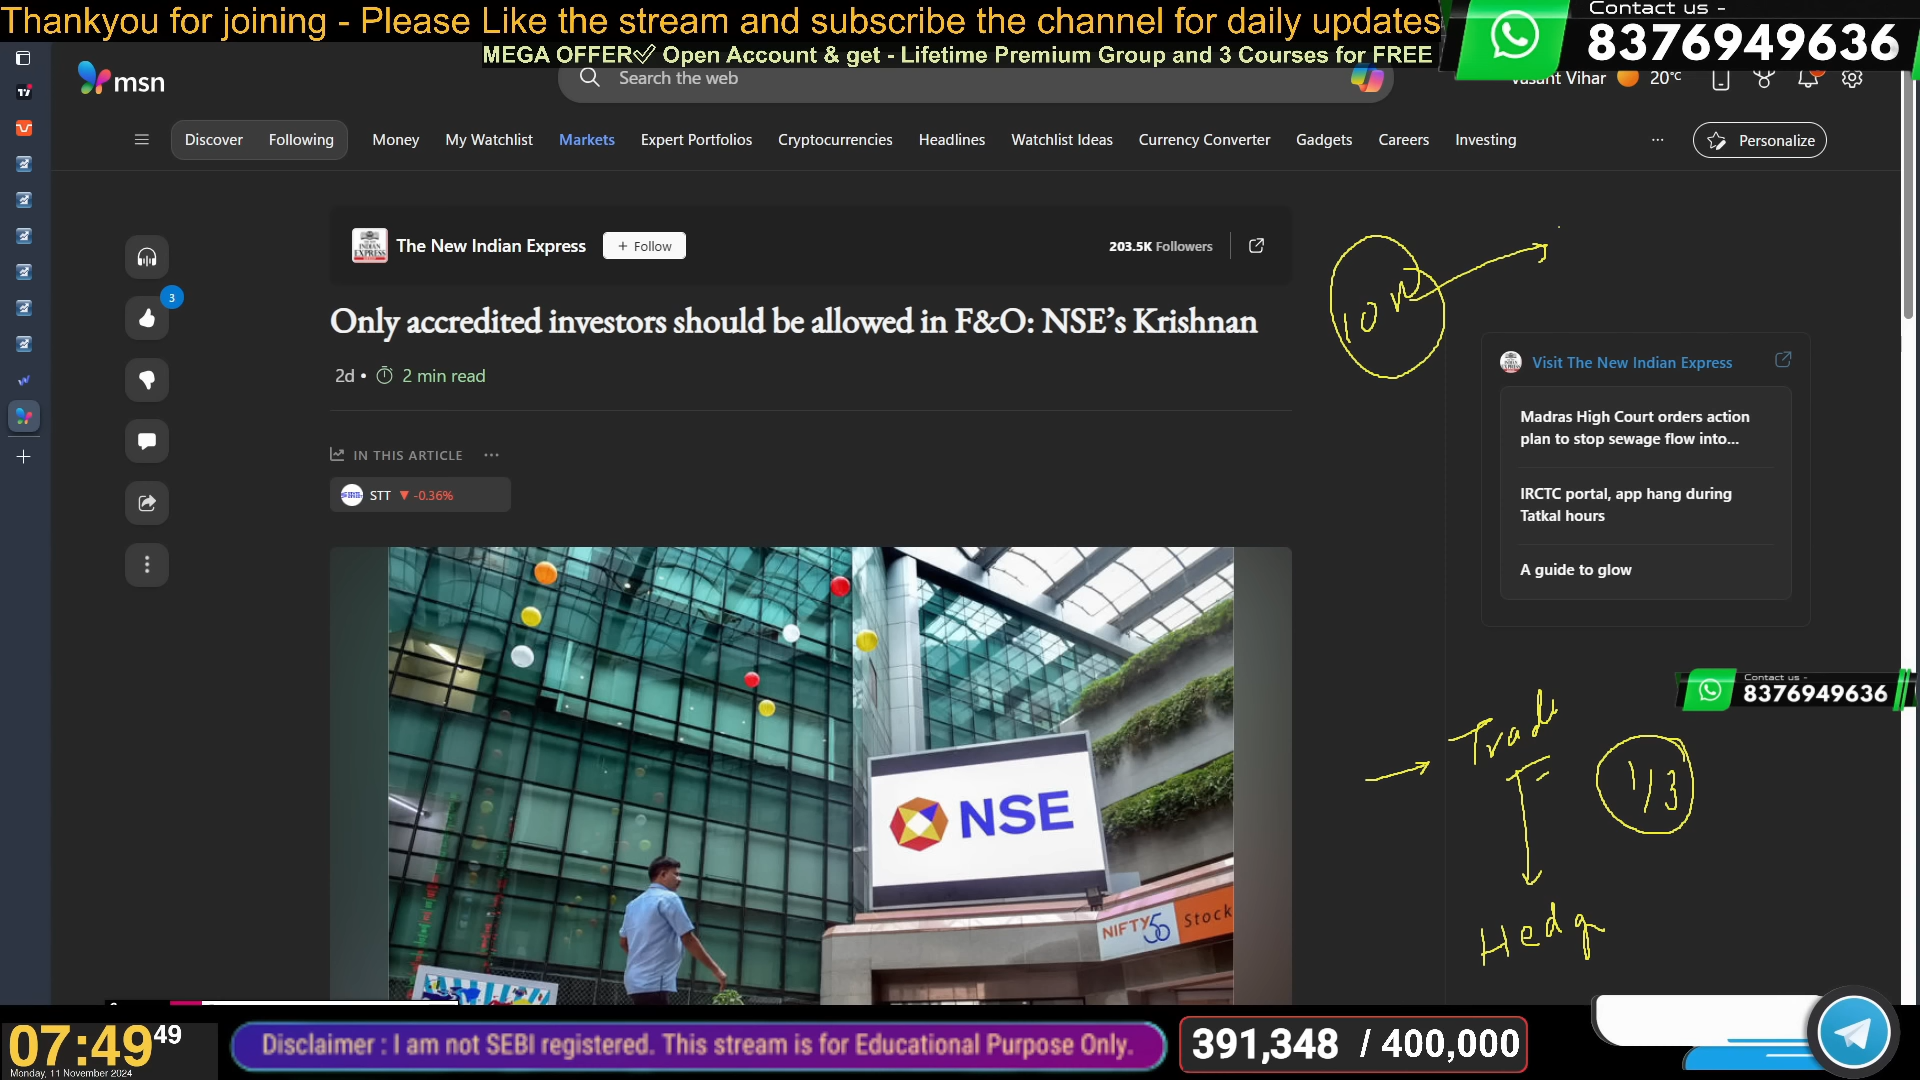 Thankyou for joining - Please Like the stream and subscribe the channel for daily updates
Contact us -
8376949636
MEGA OFFER✓ Open Account & get - Lifetime Premium Group and 3 Courses for FREE
msn
Search the web
Vasant Vihar 20°C
Discover Following Money My Watchlist Markets Expert Portfolios Cryptocurrencies Headlines Watchlist Ideas Currency Converter Gadgets Careers Investing ... Personalize
The New Indian Express + Follow 203.5K Followers
3
Only accredited investors should be allowed in F&O: NSE's Krishnan
2d • 2 min read
IN THIS ARTICLE ...
STT ▼ -0.36%
Visit The New Indian Express
Madras High Court orders action
plan to stop sewage flow into...
IRCTC portal, app hang during
Tatkal hours
A guide to glow
Contact us -
8376949636
Trade
1/3
Hedg
NSE
NIFTY 50 Stock
07:49 49
Monday, 11 November 2024
Disclaimer : I am not SEBI registered. This stream is for Educational Purpose Only.
391,348 / 400,000